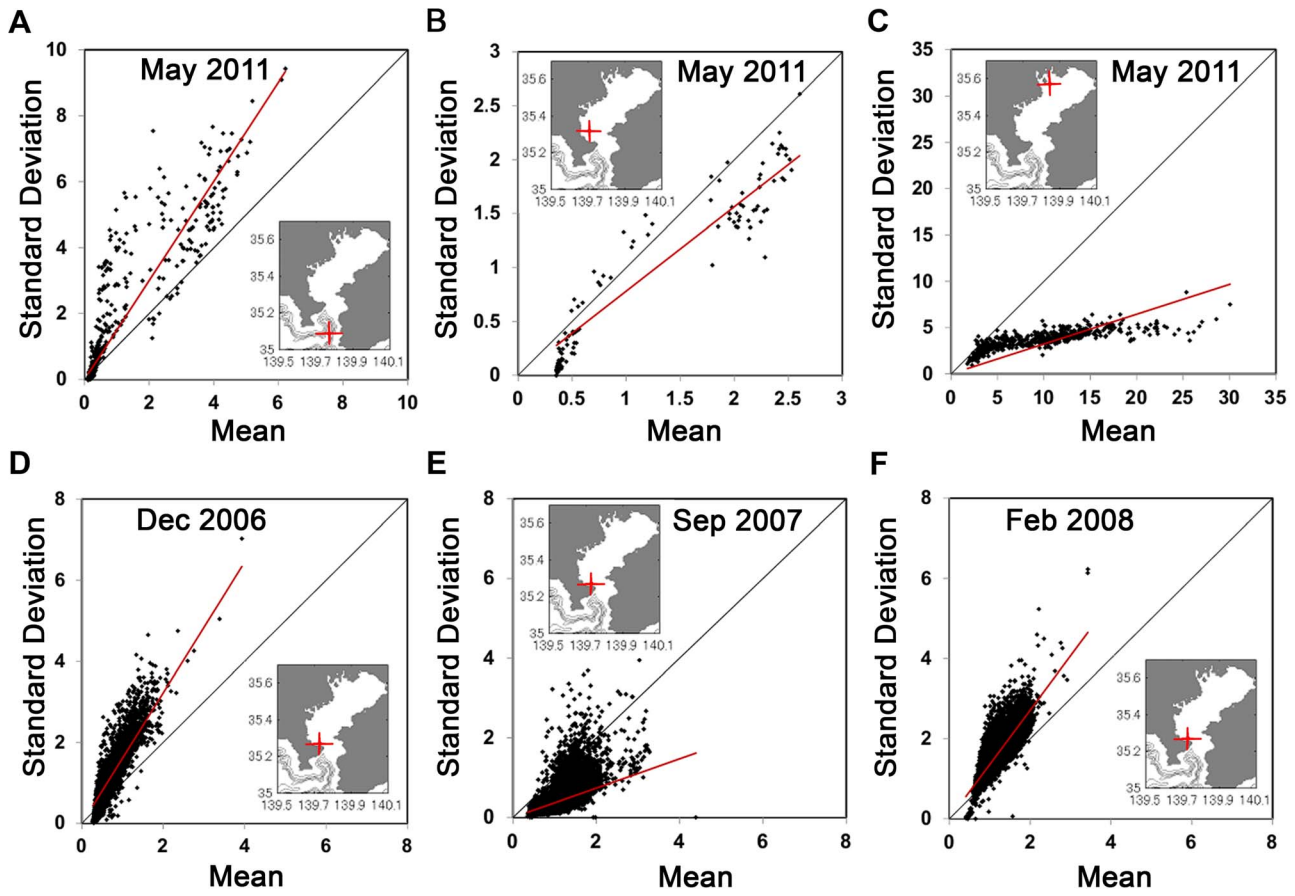 A
May 2011
Standard Deviation
10
8
6
4
2
0
0 2 4 6 8 10
Mean
35.6
35.4
35.2
35
139.5 139.7 139.9 140.1
B
May 2011
Standard Deviation
3
2.5
2
1.5
1
0.5
0
0 0.5 1 1.5 2 2.5 3
Mean
35.6
35.4
35.2
35
139.5 139.7 139.9 140.1
C
May 2011
Standard Deviation
35
30
25
20
15
10
5
0
0 5 10 15 20 25 30 35
Mean
35.6
35.4
35.2
35
139.5 139.7 139.9 140.1
D
Dec 2006
Standard Deviation
8
6
4
2
0
0 2 4 6 8
Mean
35.6
35.4
35.2
35
139.5 139.7 139.9 140.1
E
Sep 2007
Standard Deviation
8
6
4
2
0
0 2 4 6 8
Mean
35.6
35.4
35.2
35
139.5 139.7 139.9 140.1
F
Feb 2008
Standard Deviation
8
6
4
2
0
0 2 4 6 8
Mean
35.6
35.4
35.2
35
139.5 139.7 139.9 140.1